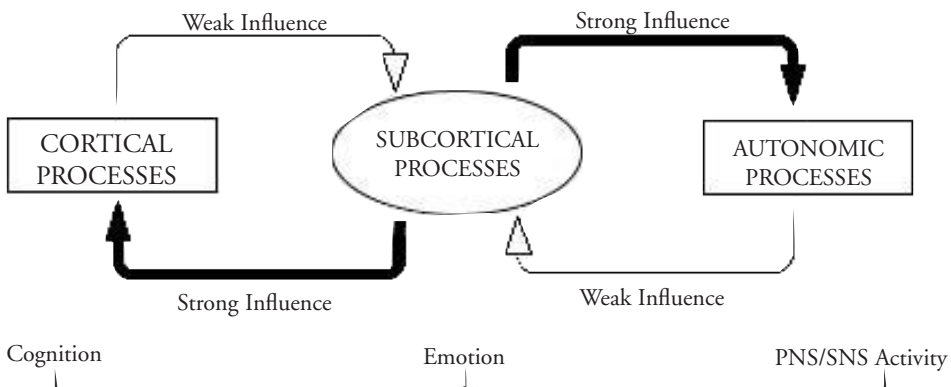 Weak Influence
Strong Influence
CORTICAL
PROCESSES
SUBCORTICAL
PROCESSES
AUTONOMIC
PROCESSES
Strong Influence
Weak Influence
Cognition
Emotion
PNS/SNS Activity